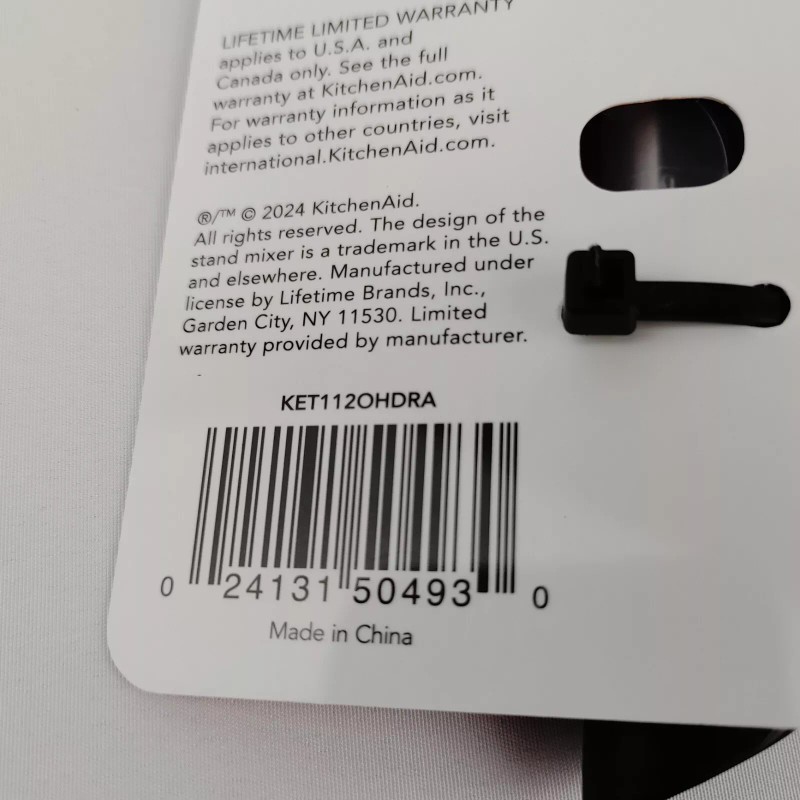 LIFETIME LIMITED WARRANTY
applies to U.S.A. and
Canada only. See the full
warranty at KitchenAid.com.
For warranty information as it
applies to other countries, visit
international.KitchenAid.com.
®/™ © 2024 KitchenAid.
All rights reserved. The design of the
stand mixer is a trademark in the U.S.
and elsewhere. Manufactured under
license by Lifetime Brands, Inc.,
Garden City, NY 11530. Limited
warranty provided by manufacturer.
KET112OHDRA
0 24131 50493 0
Made in China